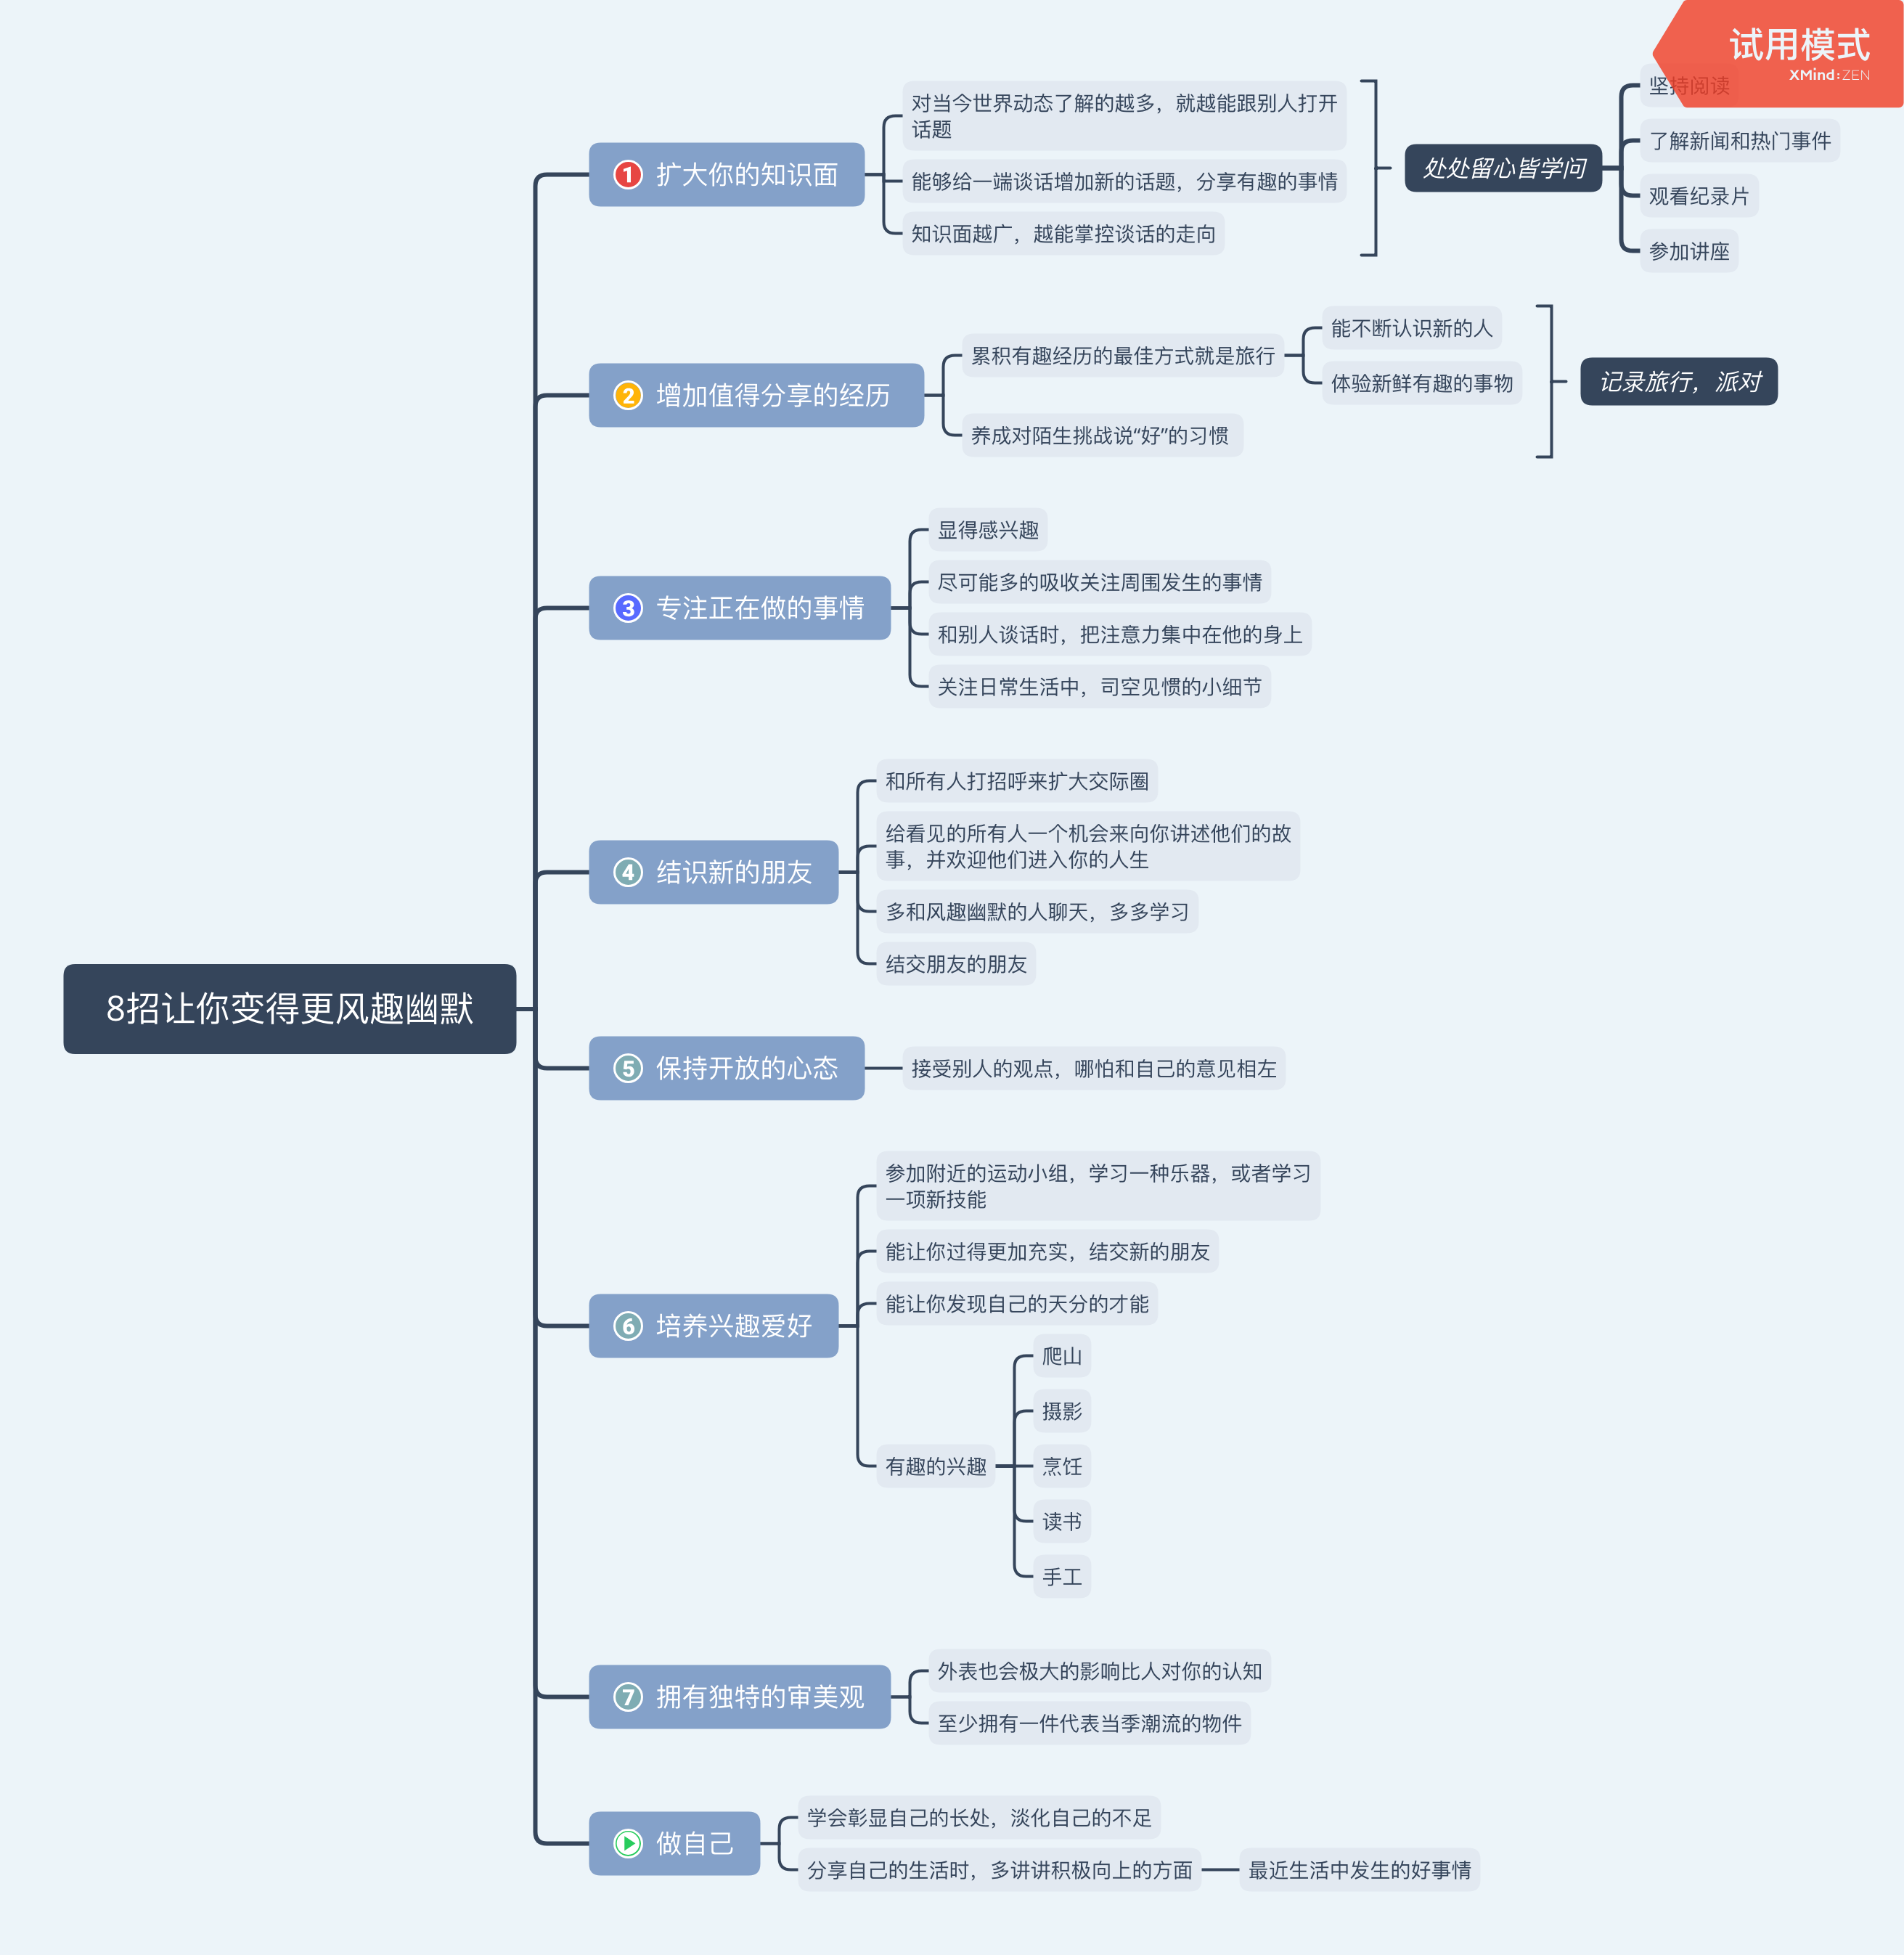 试用模式
XMind:ZEN
8招让你变得更风趣幽默
1 扩大你的知识面
对当今世界动态了解的越多，就越能跟别人打开
话题
能够给一端谈话增加新的话题，分享有趣的事情
知识面越广，越能掌控谈话的走向
处处留心皆学问
坚持阅读
了解新闻和热门事件
观看纪录片
参加讲座
2 增加值得分享的经历
累积有趣经历的最佳方式就是旅行
能不断认识新的人
体验新鲜有趣的事物
养成对陌生挑战说“好”的习惯
记录旅行，派对
3 专注正在做的事情
显得感兴趣
尽可能多的吸收关注周围发生的事情
和别人谈话时，把注意力集中在他的身上
关注日常生活中，司空见惯的小细节
4 结识新的朋友
和所有人打招呼来扩大交际圈
给看见的所有人一个机会来向你讲述他们的故
事，并欢迎他们进入你的人生
多和风趣幽默的人聊天，多多学习
结交朋友的朋友
5 保持开放的心态
接受别人的观点，哪怕和自己的意见相左
6 培养兴趣爱好
参加附近的运动小组，学习一种乐器，或者学习
一项新技能
能让你过得更加充实，结交新的朋友
能让你发现自己的天分的才能
有趣的兴趣
爬山
摄影
烹饪
读书
手工
7 拥有独特的审美观
外表也会极大的影响比人对你的认知
至少拥有一件代表当季潮流的物件
做自己
学会彰显自己的长处，淡化自己的不足
分享自己的生活时，多讲讲积极向上的方面
最近生活中发生的好事情